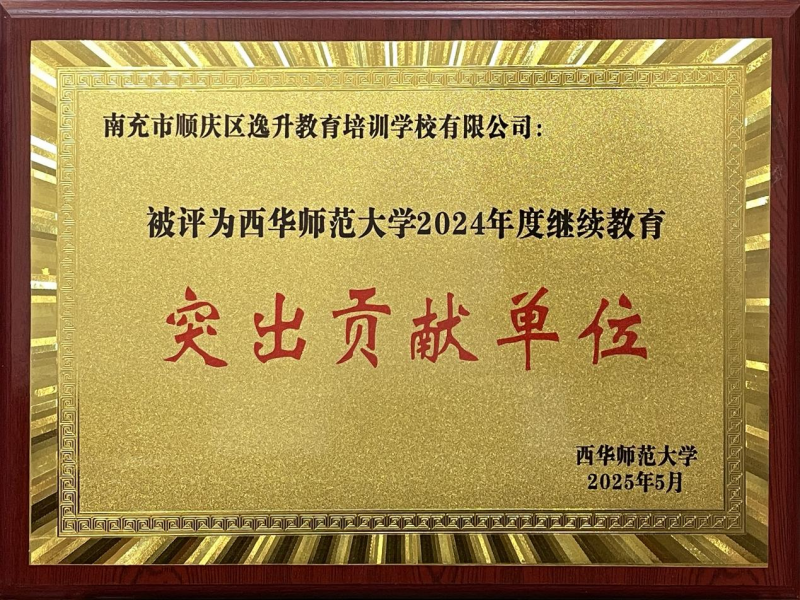 南充市顺庆区逸升教育培训学校有限公司：
被评为西华师范大学2024年度继续教育
突出贡献单位
西华师范大学
2025年5月